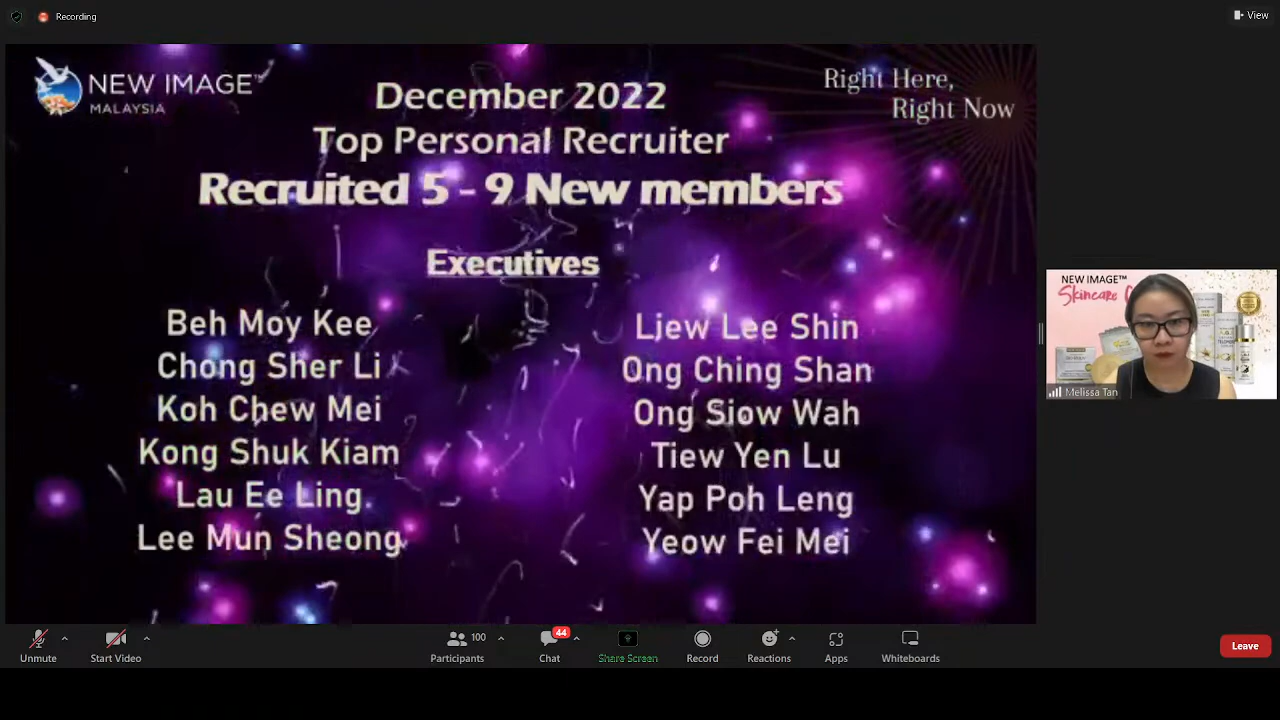 Recording
View
NEW IMAGE™
MALAYSIA
Right Here,
Right Now
December 2022
Top Personal Recruiter
Recruited 5 - 9 New members
Executives
Beh Moy Kee
Chong Sher Li
Koh Chew Mei
Kong Shuk Kiam
Lau Ee Ling
Lee Mun Sheong
Liew Lee Shin
Ong Ching Shan
Ong Siow Wah
Tiew Yen Lu
Yap Poh Leng
Yeow Fei Mei
NEW IMAGE™
Skincare
Melissa Tan
Unmute
Start Video
100
Participants
44
Chat
Share Screen
Record
Reactions
Apps
Whiteboards
Leave